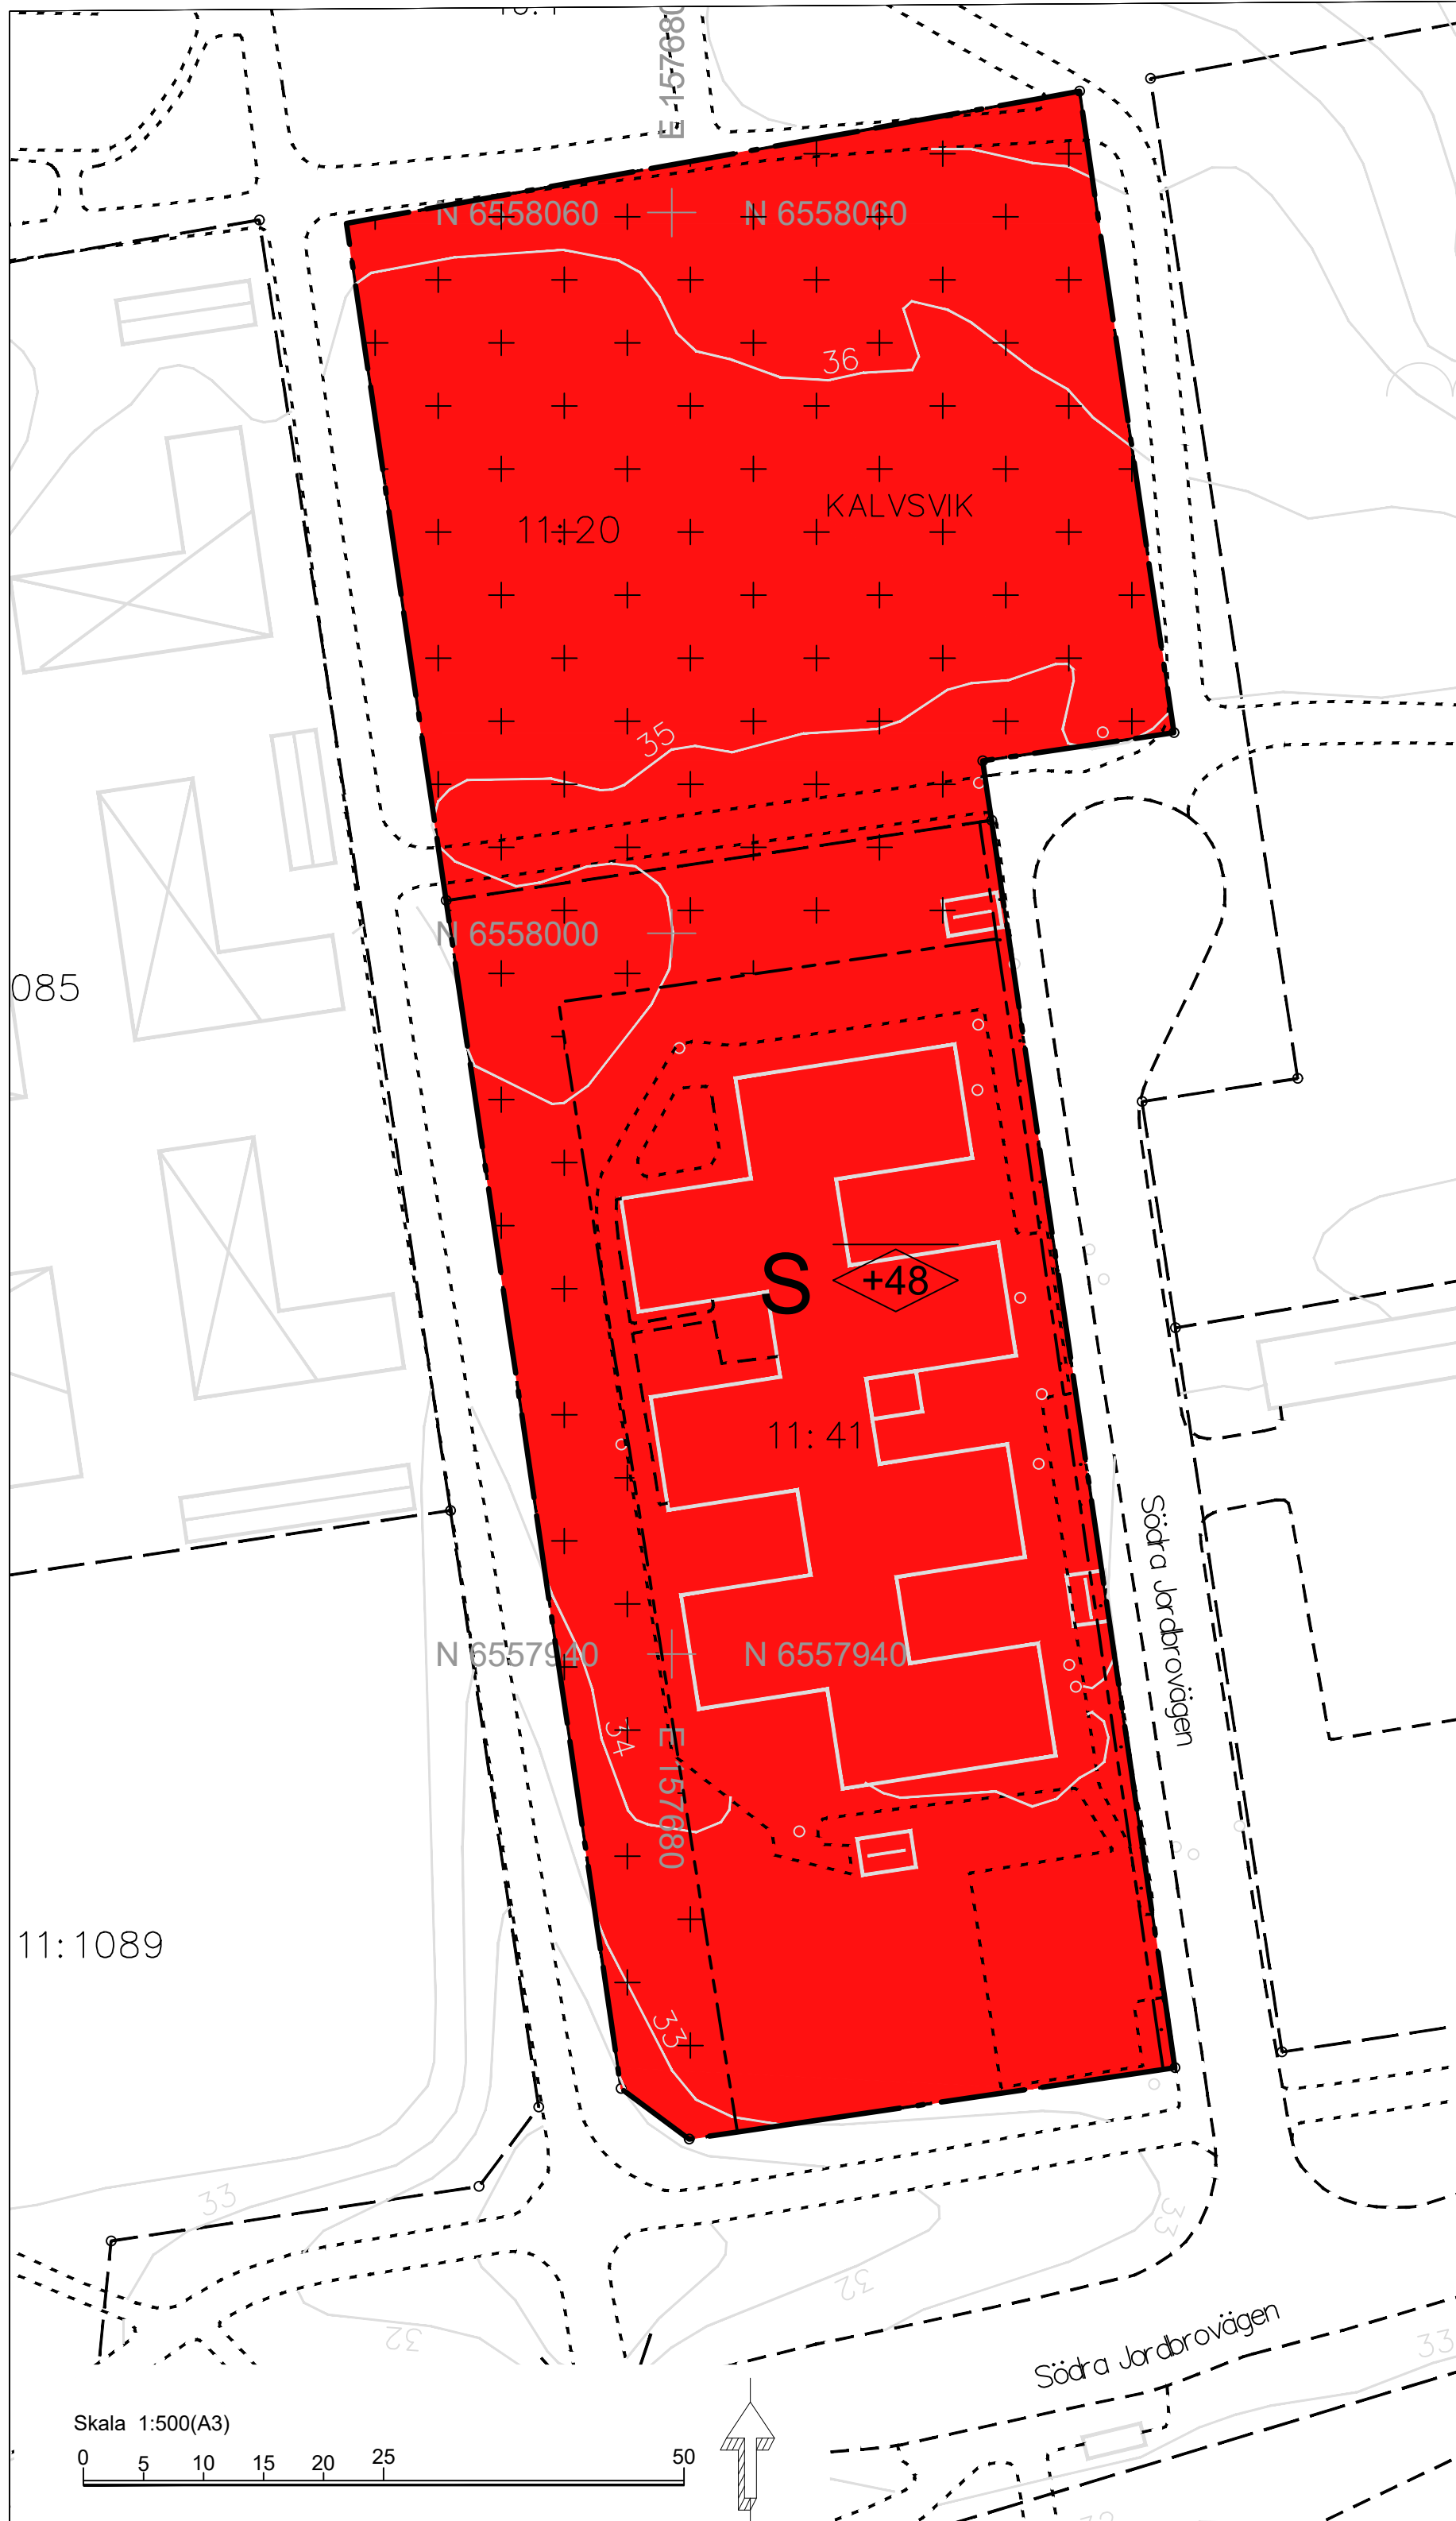 E 157680
N 6558060
N 6558060
36
KALVSVIK
11:20
35
N 6558000
085
S
+48
11:41
Södra Jordbrovägen
N 6557940
N 6557940
34
E 157680
11:1089
33
33
33
32
32
Södra Jordbrovägen
33
Skala 1:500(A3)
0 5 10 15 20 25 50